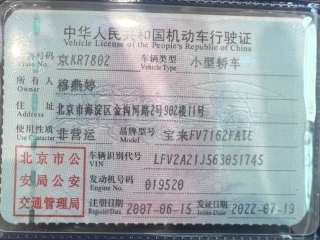 中华人民共和国机动车行驶证
Vehicle License of the People's Republic of China
号牌号码 京KR7802 车辆类型 小型轿车
Vehicle Type
所有人 穆燕婷
Owner
住址 北京市海淀区金沟河路2号902楼11号
Address
使用性质 非营运 品牌型号 宝来FV7162FATC
Use Character Model
北京市公安局公安交通管理局
车辆识别代号 LFV2A21J563051745
VIN
发动机号码 019520
Engine No.
注册日期 2007-06-15 发证日期 2022-07-19
Register Date Issue Date